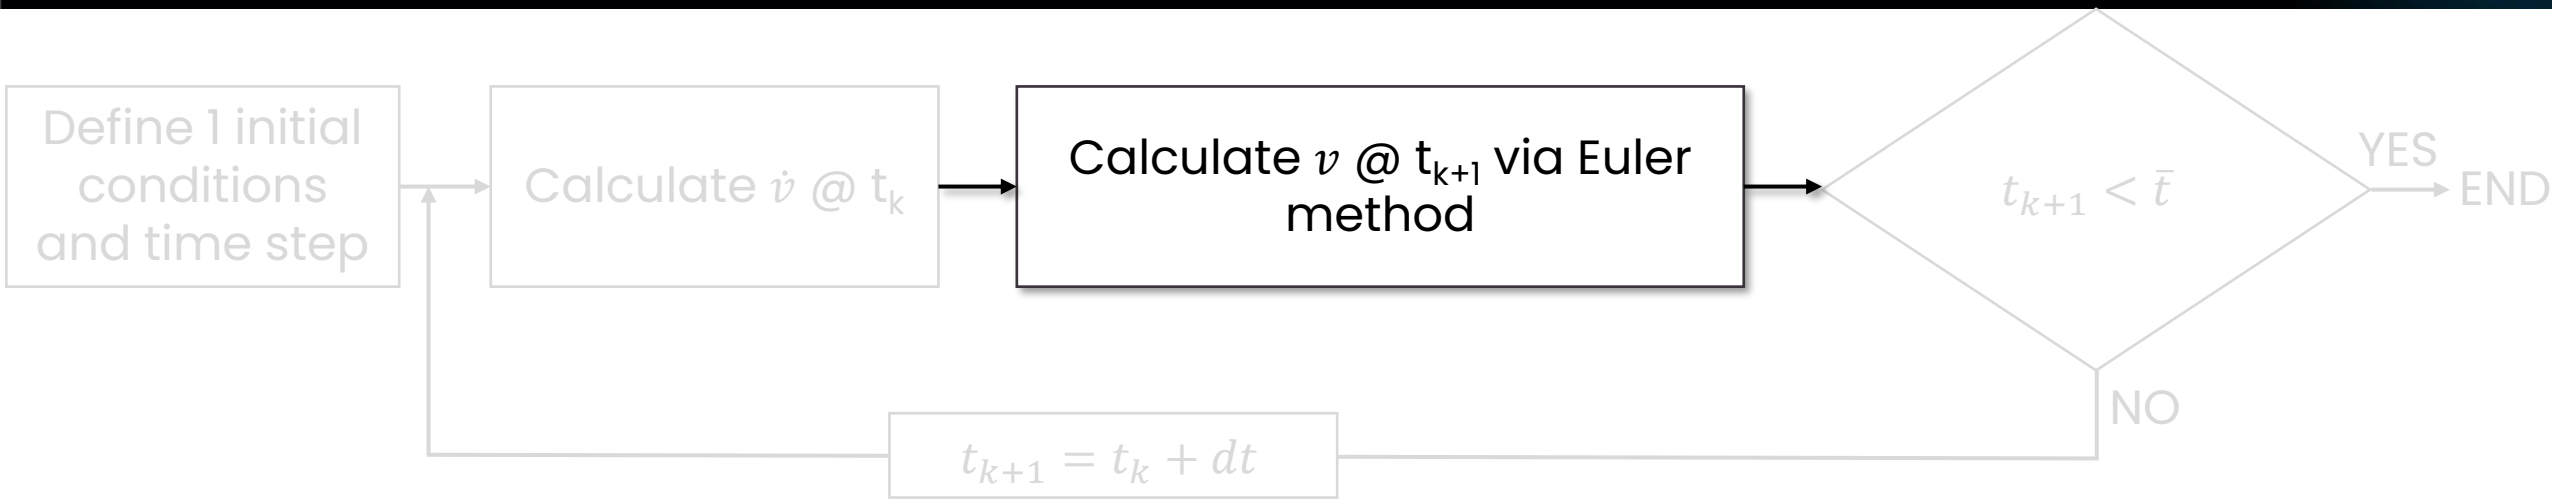 Define 1 initial
conditions
and time step
Calculate v̇ @ tₖ
Calculate v @ tₖ₊₁ via Euler
method
tₖ₊₁ < t̄
YES
END
NO
tₖ₊₁ = tₖ + dt